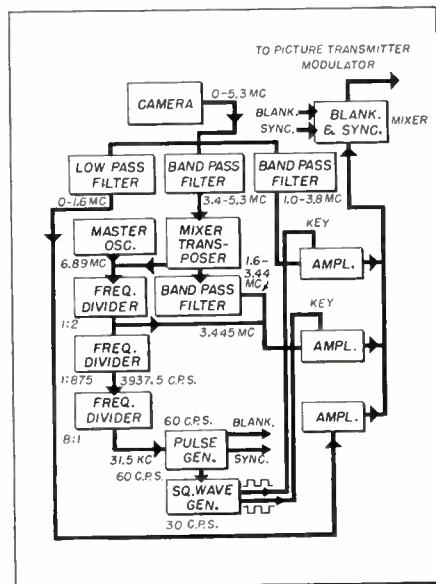 TO PICTURE TRANSMITTER
MODULATOR
0-5.3 MC
CAMERA
BLANK.
SYNC.
BLANK.
& SYNC.
MIXER
LOW PASS
FILTER
BAND PASS
FILTER
BAND PASS
FILTER
0-1.6 MC
3.4-5.3 MC
1.0-3.8 MC
KEY
MASTER
OSC.
6.89 MC
MIXER
TRANS-
POSER
1.6-
3.44
MC
AMPL.
FREQ.
DIVIDER
BAND PASS
FILTER
KEY
1:2
3.445 MC
AMPL.
FREQ.
DIVIDER
1:875
3937.5 C.P.S.
FREQ.
DIVIDER
8:1
60 C.P.S.
BLANK.
AMPL.
31.5 KC
PULSE
GEN.
SYNC.
60 C.P.S.
SQ. WAVE
GEN.
30 C.P.S.